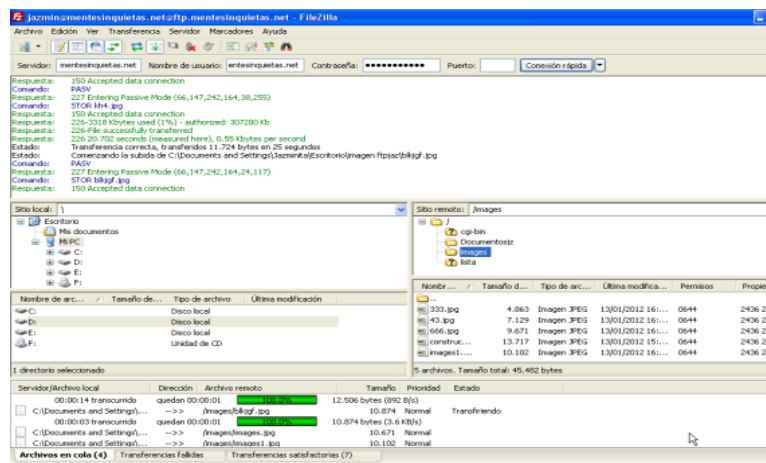 jazmin@mentesinquietas.net@ftp.mentesinquietas.net - FileZilla
Archivo Edición Ver Transferencia Servidor Marcadores Ayuda
Servidor: mentesinquietas.net Nombre de usuario: entesinquietas.net Contraseña: ●●●●●●●●●●● Puerto: Conexión rápida
Respuesta: 150 Accepted data connection
Comando: PASV
Respuesta: 227 Entering Passive Mode (66,147,242,164,38,255)
Comando: STOR kh4.jpg
Respuesta: 150 Accepted data connection
Respuesta: 226-3318 Kbytes used (1%) - authorized: 307200 Kb
Respuesta: 226-File successfully transferred
Respuesta: 226 20.702 seconds (measured here), 0.55 Kbytes per second
Estado: Transferencia correcta, transferidos 11.724 bytes en 25 segundos
Estado: Comenzando la subida de C:\Documents and Settings\Jazminita\Escritorio\imagen ftpjaz\blkjgf.jpg
Comando: PASV
Respuesta: 227 Entering Passive Mode (66,147,242,164,24,117)
Comando: STOR blkjgf.jpg
Respuesta: 150 Accepted data connection
Sitio local: \
Escritorio
Mis documentos
Mi PC
C:
D:
E:
F:
Sitio remoto: /images
/
cgi-bin
Documentosjz
images
lista
Nombre de arc... / Tamaño de... Tipo de archivo Última modificación
C: Disco local
D: Disco local
E: Disco local
F: Unidad de CD
1 directorio seleccionado
Nombr... / Tamaño d... Tipo de arc... Última modifica... Permisos Propie
..
333.jpg 4.863 Imagen JPEG 13/01/2012 16:... 0644 2436 2
43.jpg 7.129 Imagen JPEG 13/01/2012 16:... 0644 2436 2
666.jpg 9.671 Imagen JPEG 13/01/2012 16:... 0644 2436 2
construc... 13.717 Imagen JPEG 13/01/2012 15:... 0644 2436 2
images1.... 10.102 Imagen JPEG 13/01/2012 16:... 0644 2436 2
5 archivos. Tamaño total: 45.482 bytes
Servidor/Archivo local Dirección Archivo remoto Tamaño Prioridad Estado
00:00:14 transcurrido quedan 00:00:01 100.0% 12.506 bytes (892 B/s)
C:\Documents and Settings\... -->> /images/blkjgf.jpg 10.874 Normal Transfiriendo
00:00:03 transcurrido quedan 00:00:01 100.0% 10.874 bytes (3.6 KB/s)
C:\Documents and Settings\... -->> /images/images.jpg 10.671 Normal
C:\Documents and Settings\... -->> /images/images1.jpg 10.102 Normal
Archivos en cola (4) Transferencias fallidas Transferencias satisfactorias (7)